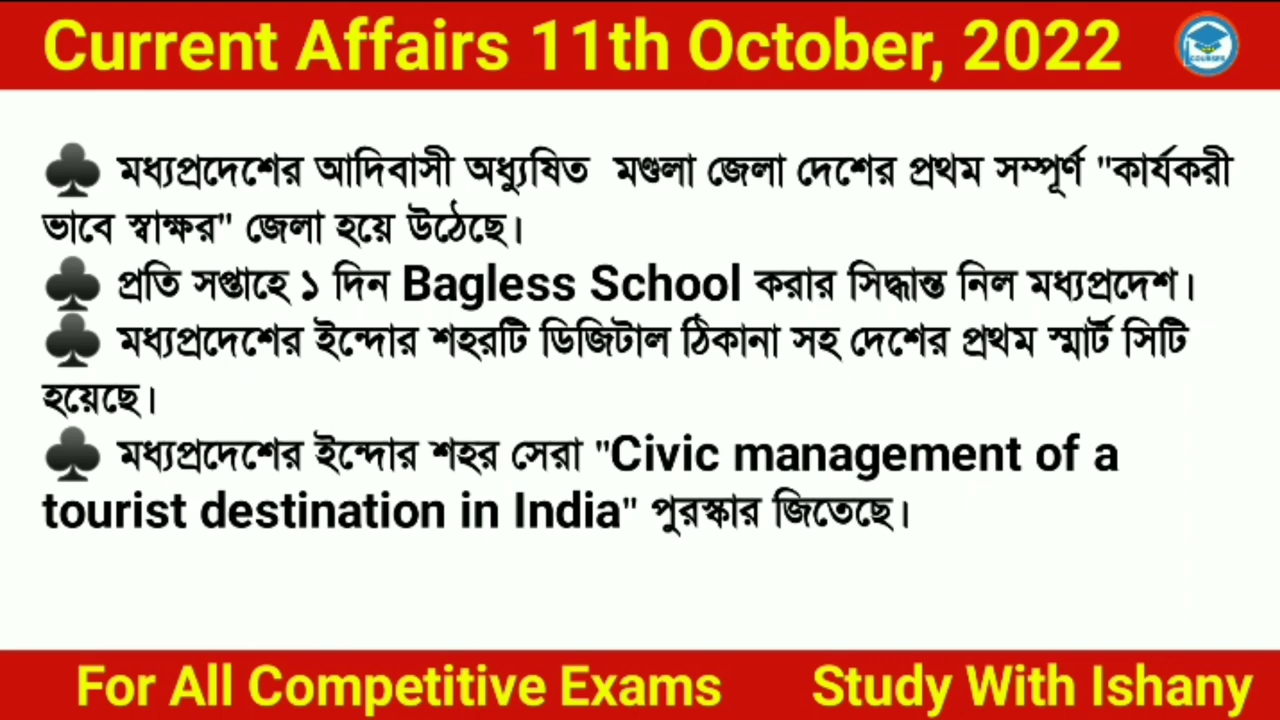 Current Affairs 11th October, 2022
COURSES
♣ মধ্যপ্রদেশের আদিবাসী অধ্যুষিত মণ্ডলা জেলা দেশের প্রথম সম্পূর্ণ "কার্যকরী
ভাবে স্বাক্ষর" জেলা হয়ে উঠেছে।
♣ প্রতি সপ্তাহে ১ দিন Bagless School করার সিদ্ধান্ত নিল মধ্যপ্রদেশ।
♣ মধ্যপ্রদেশের ইন্দোর শহরটি ডিজিটাল ঠিকানা সহ দেশের প্রথম স্মার্ট সিটি
হয়েছে।
♣ মধ্যপ্রদেশের ইন্দোর শহর সেরা "Civic management of a
tourist destination in India" পুরস্কার জিতেছে।
For All Competitive Exams Study With Ishany